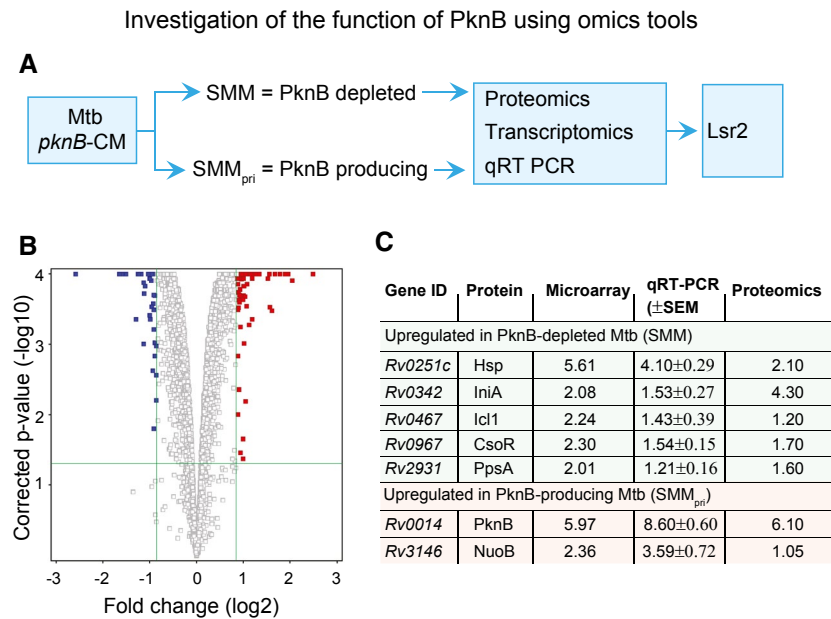 Investigation of the function of PknB using omics tools
A
Mtb
pknB-CM
SMM = PknB depleted
SMMpri = PknB producing
Proteomics
Transcriptomics
qRT PCR
Lsr2
B
Corrected p-value (-log10)
4
3
2
1
-3 -2 -1 0 1 2 3
Fold change (log2)
C
Gene ID Protein Microarray qRT-PCR (±SEM Proteomics
Upregulated in PknB-depleted Mtb (SMM)
Rv0251c Hsp 5.61 4.10±0.29 2.10
Rv0342 IniA 2.08 1.53±0.27 4.30
Rv0467 Icl1 2.24 1.43±0.39 1.20
Rv0967 CsoR 2.30 1.54±0.15 1.70
Rv2931 PpsA 2.01 1.21±0.16 1.60
Upregulated in PknB-producing Mtb (SMMpri)
Rv0014 PknB 5.97 8.60±0.60 6.10
Rv3146 NuoB 2.36 3.59±0.72 1.05